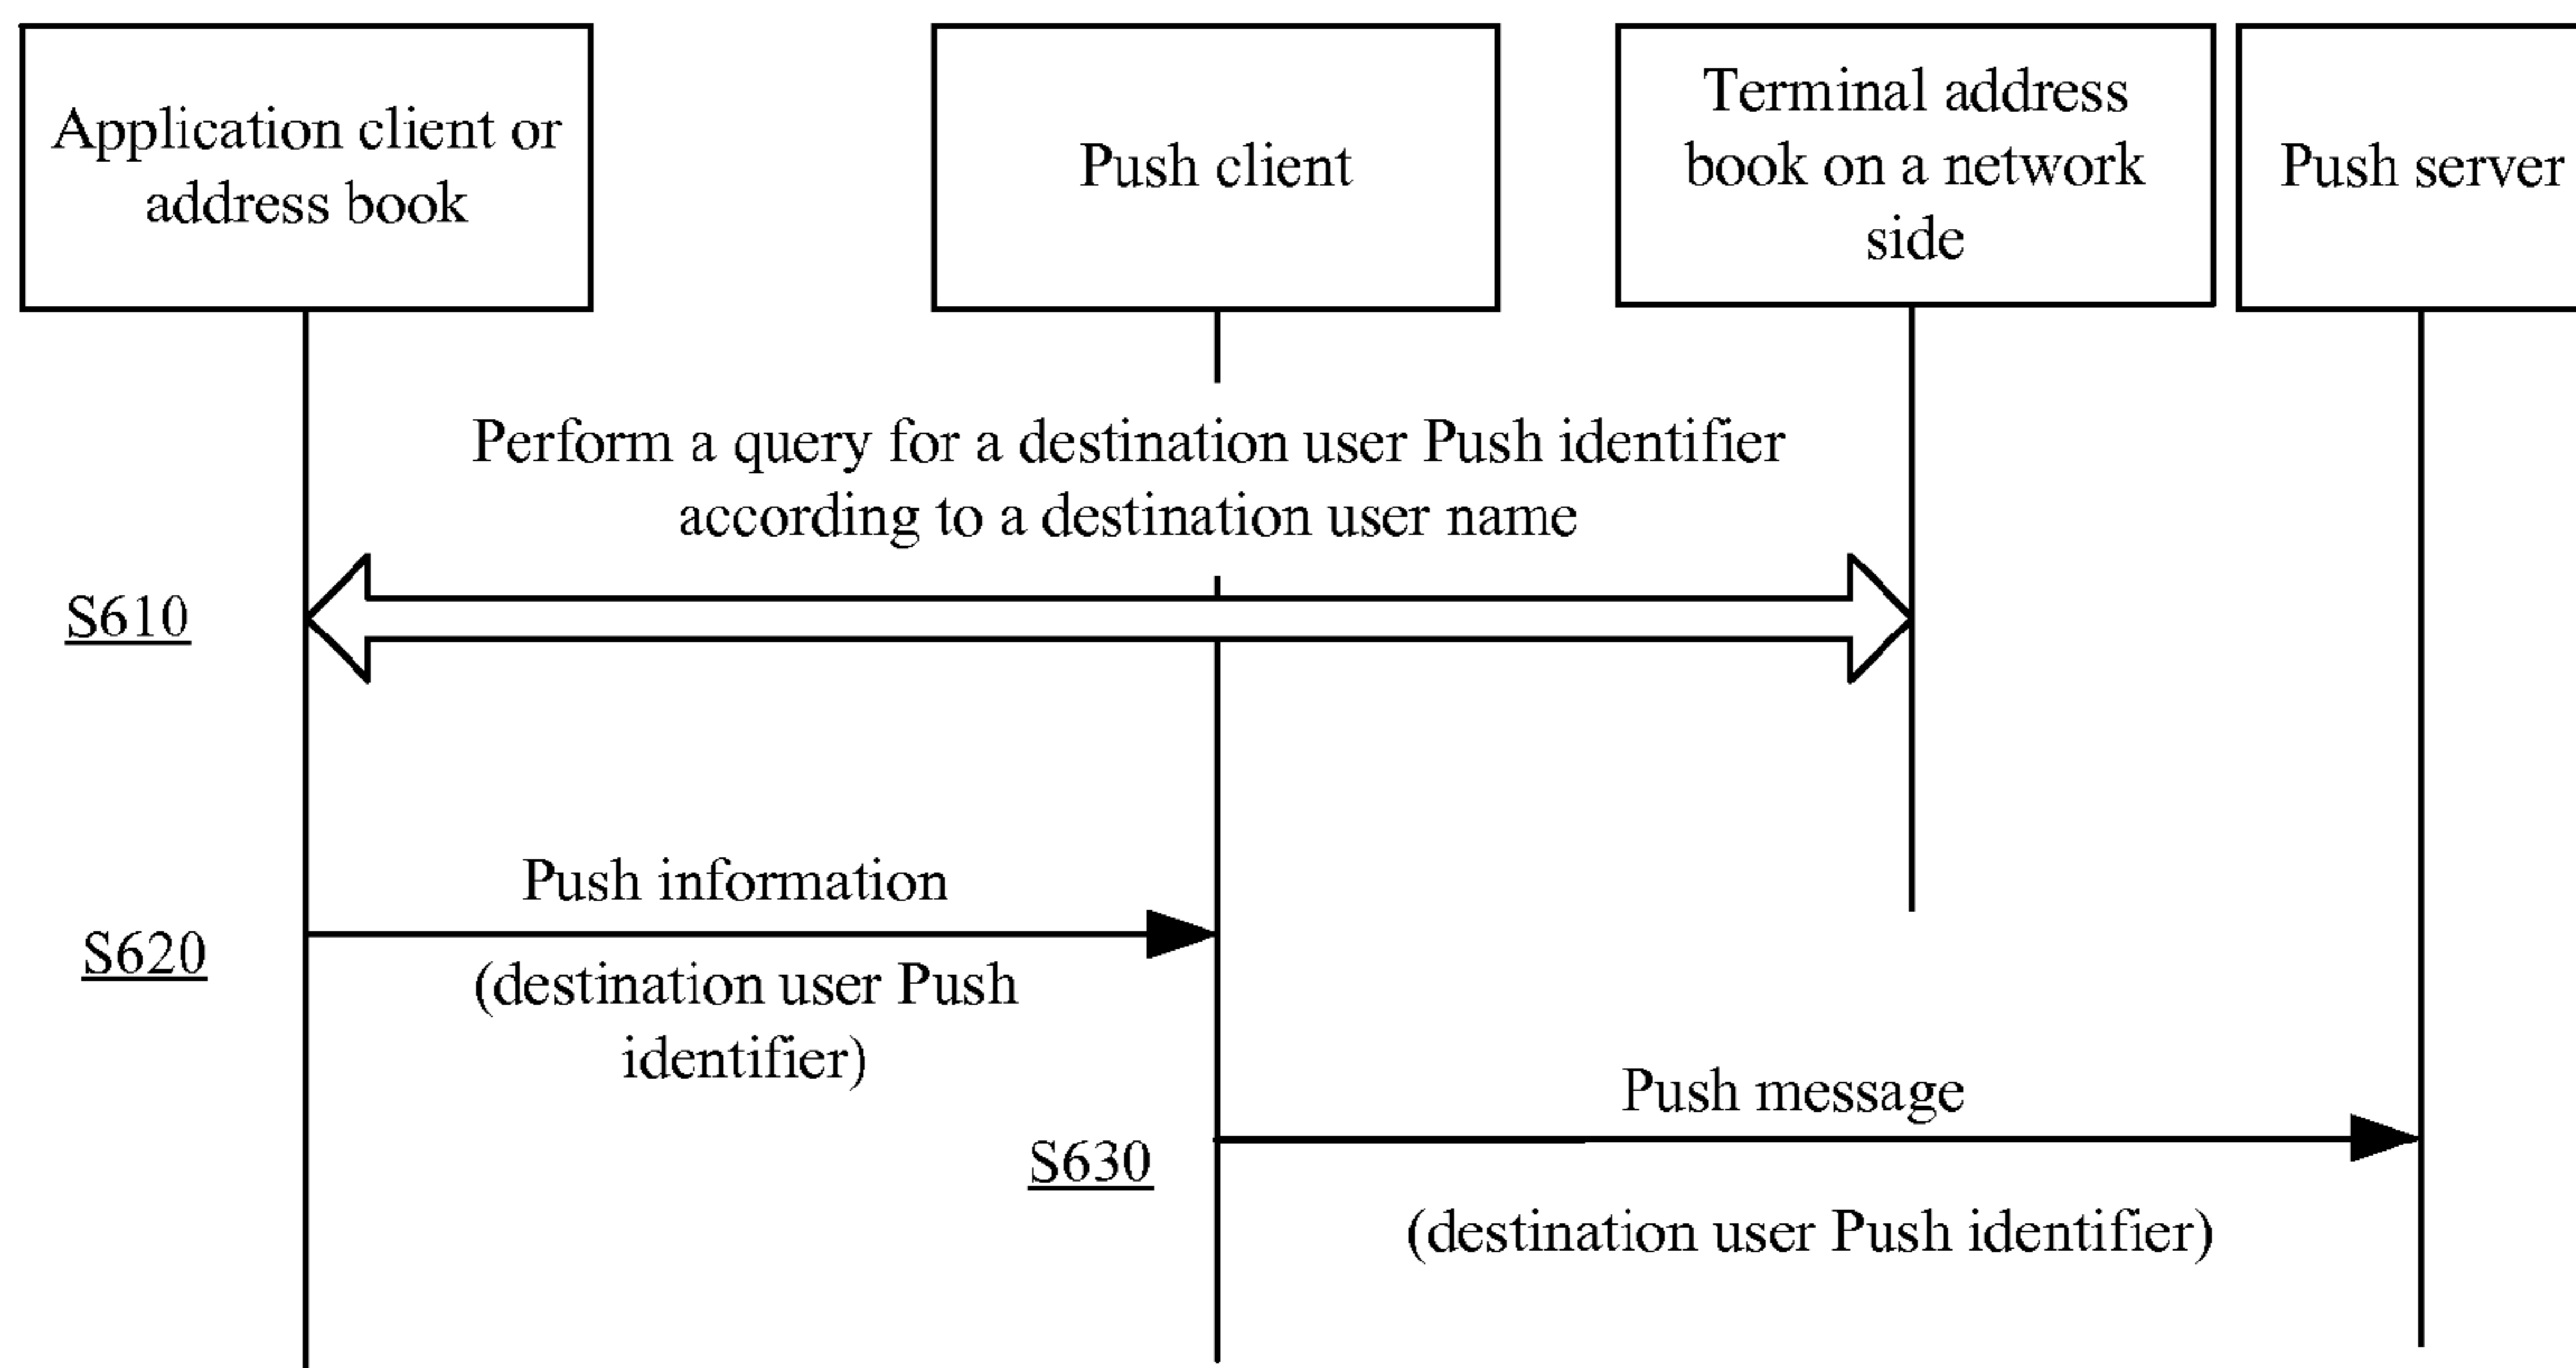 Application client or
address book
Push client
Terminal address
book on a network
side
Push server
Perform a query for a destination user Push identifier
according to a destination user name
S610
Push information
S620
(destination user Push
identifier)
Push message
S630
(destination user Push identifier)